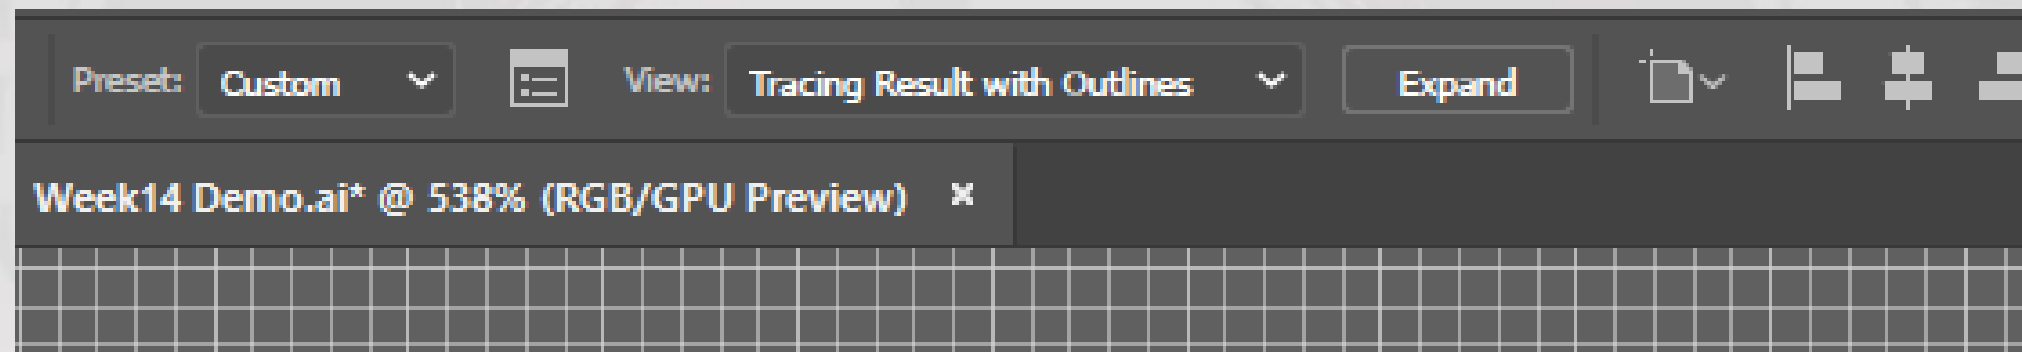 Preset: Custom View: Tracing Result with Outlines Expand
Week14 Demo.ai* @ 538% (RGB/GPU Preview)